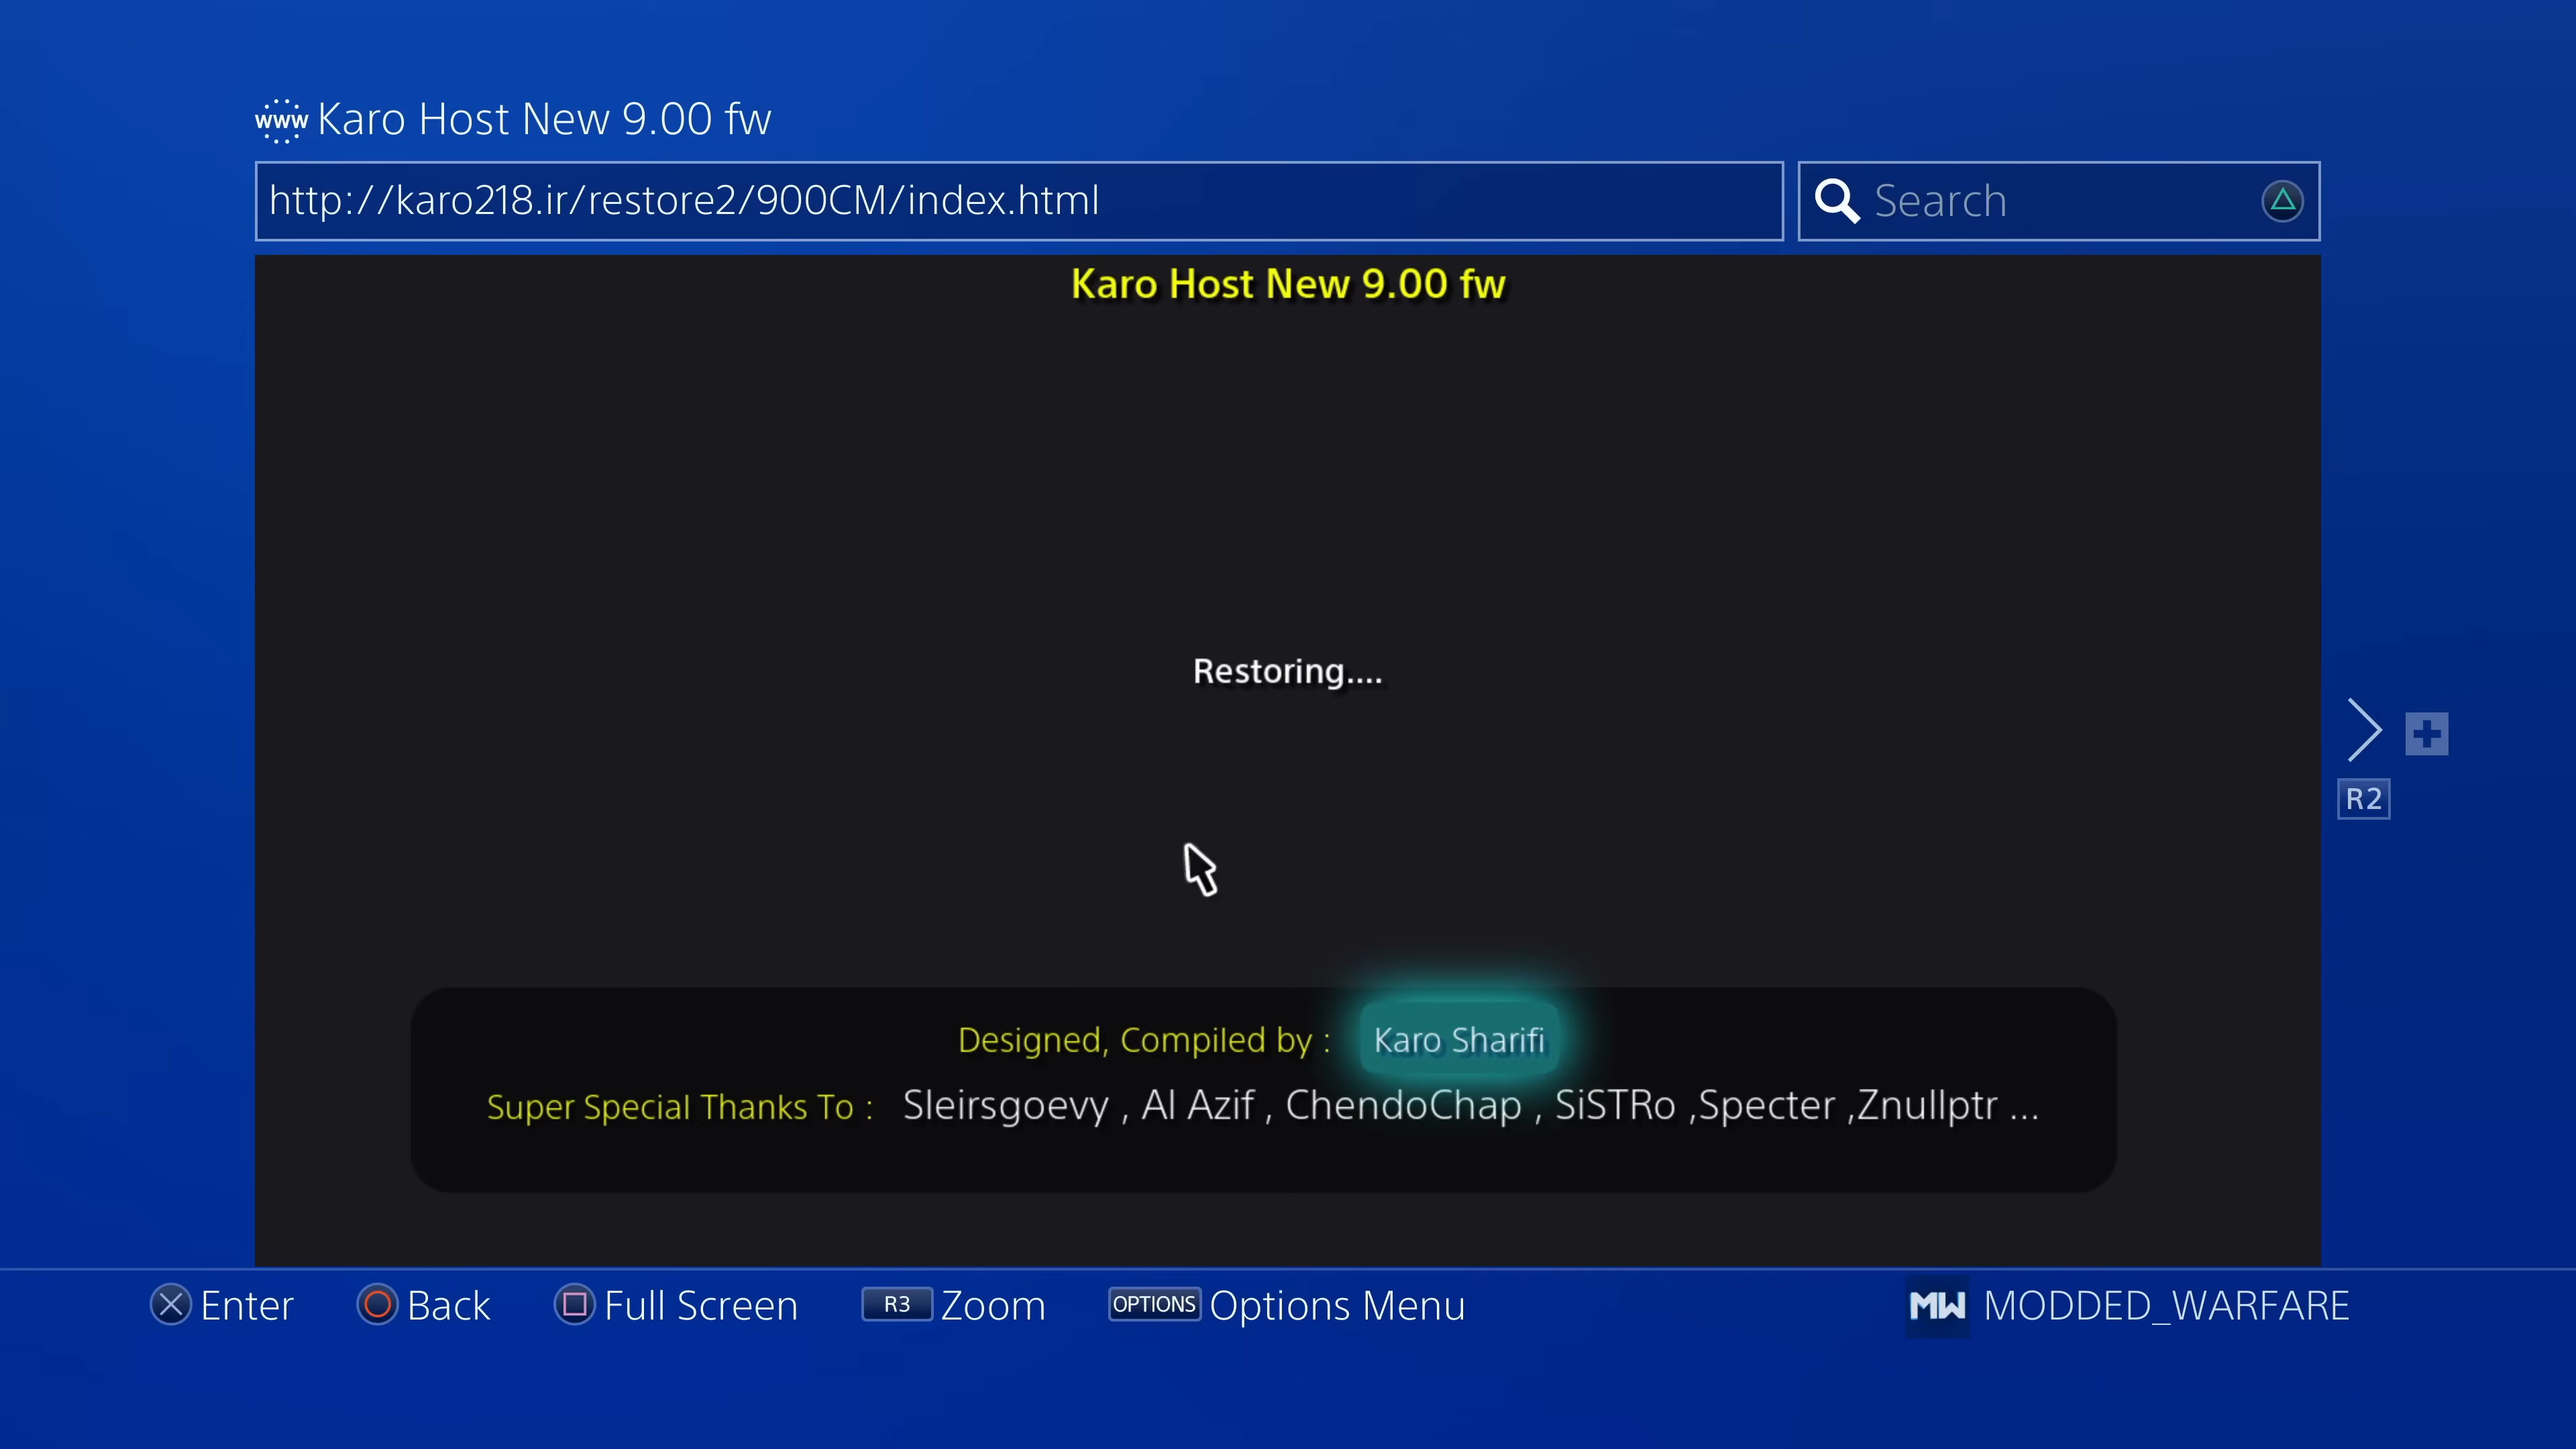 www Karo Host New 9.00 fw
http://karo218.ir/restore2/900CM/index.html
Search
Karo Host New 9.00 fw
Restoring....
R2
Designed, Compiled by : Karo Sharifi
Super Special Thanks To : Sleirsgoevy , Al Azif , ChendoChap , SiSTRo ,Specter ,Znullptr ...
Enter Back Full Screen R3 Zoom OPTIONS Options Menu MW MODDED_WARFARE